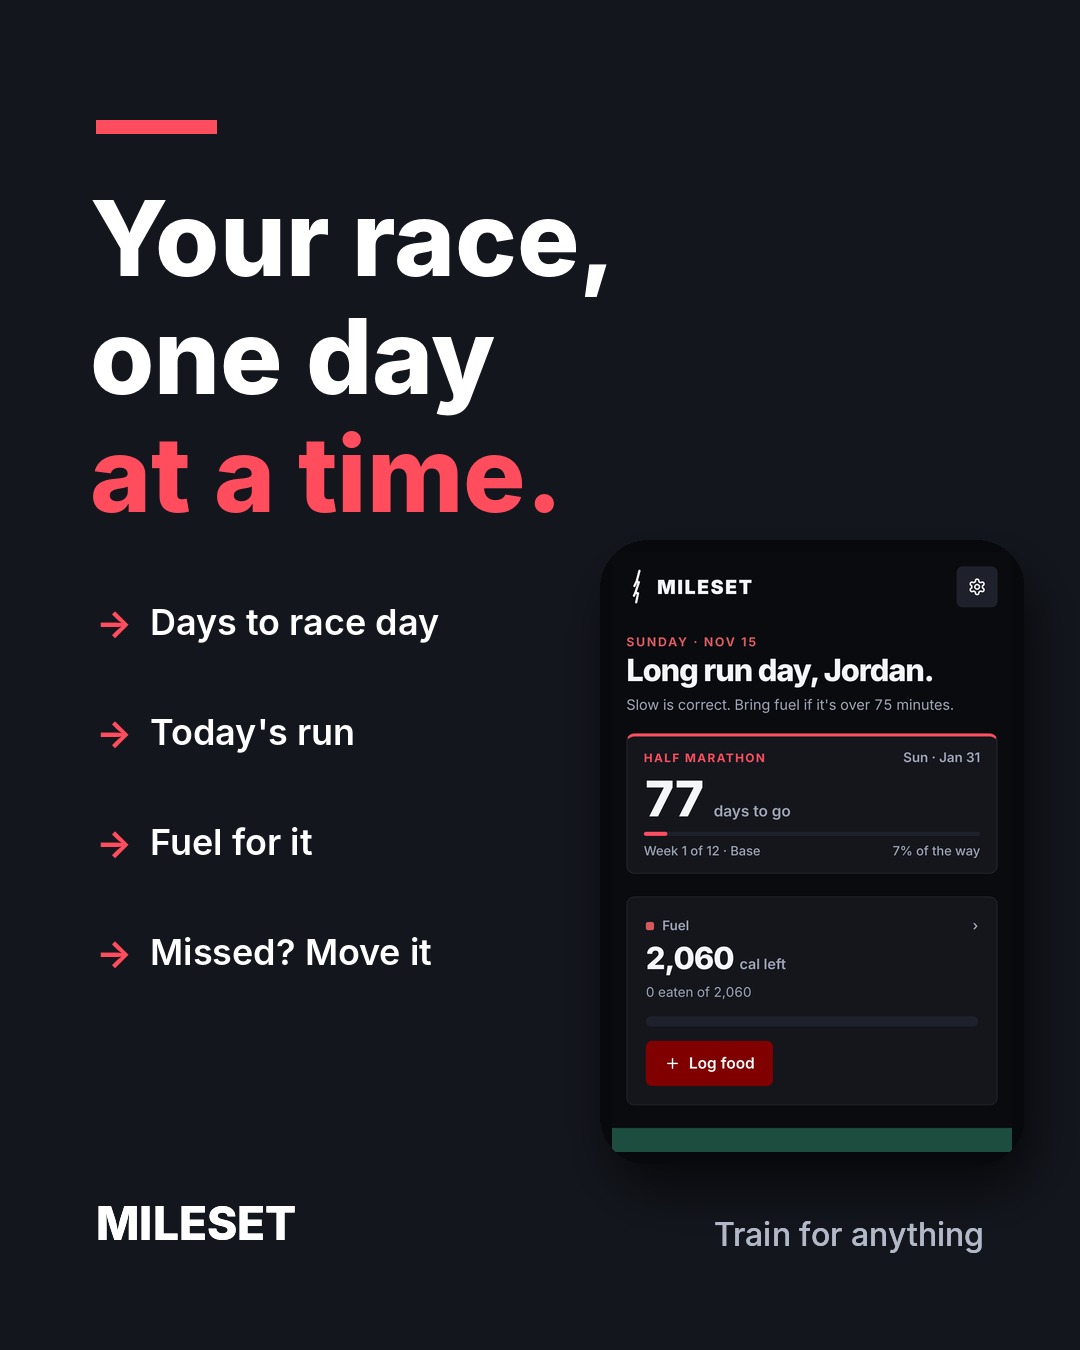 Your race,
one day
at a time.
→ Days to race day
→ Today's run
→ Fuel for it
→ Missed? Move it
MILESET
SUNDAY · NOV 15
Long run day, Jordan.
Slow is correct. Bring fuel if it's over 75 minutes.
HALF MARATHON Sun · Jan 31
77 days to go
Week 1 of 12 · Base 7% of the way
Fuel ›
2,060 cal left
0 eaten of 2,060
+ Log food
MILESET
Train for anything